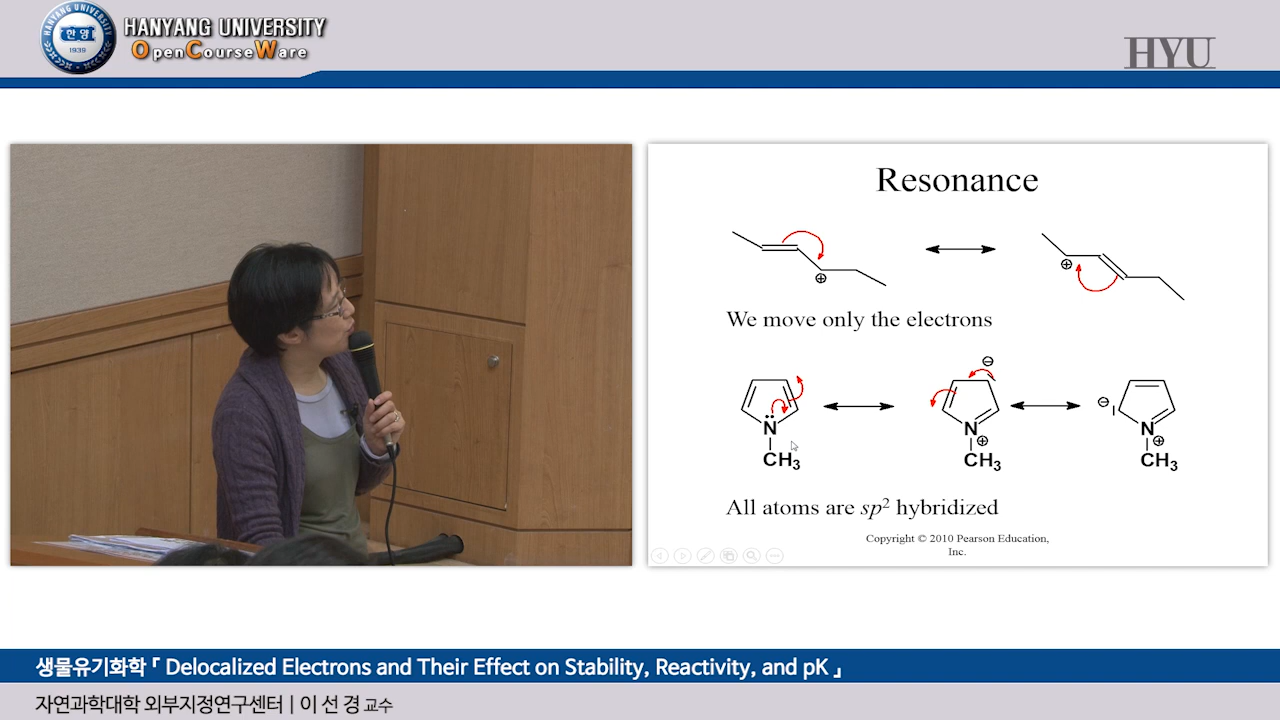 HANYANG UNIVERSITY
OpenCourseWare
한양
1939
HYU
Resonance
⊕
⊕
We move only the electrons
⊖
⊖
N
N ⊕
N ⊕
CH3
CH3
CH3
All atoms are sp2 hybridized
Copyright © 2010 Pearson Education,
Inc.
생물유기화학「 Delocalized Electrons and Their Effect on Stability, Reactivity, and pK 」
자연과학대학 외부지정연구센터 | 이 선 경 교수